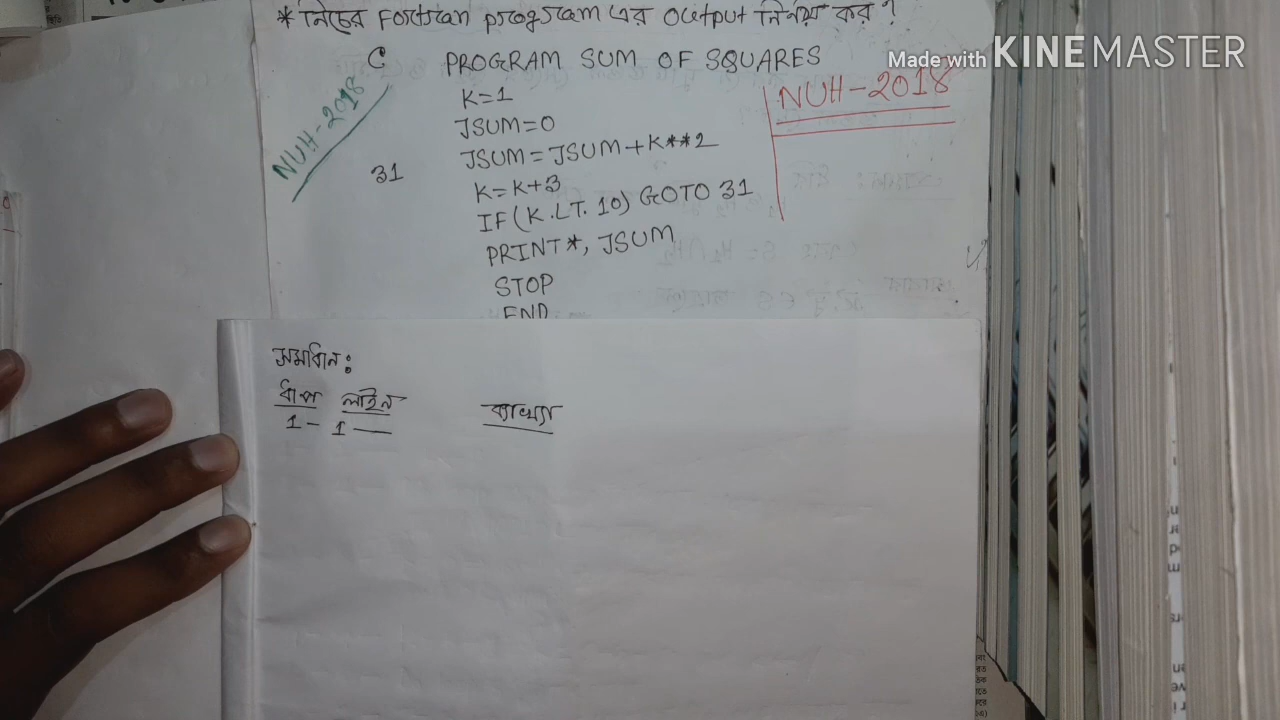 * নিচের Fortran program এর output নির্ণয় কর ?
Made with KINEMASTER
C PROGRAM SUM OF SQUARES
NUH-2018
NUH-2018
K=1
JSUM=0
31 JSUM=JSUM+K**2
K=K+3
IF(K.LT.10) GOTO 31
PRINT*, JSUM
STOP
END
সমাধান:
ধাপ লাইন ব্যাখ্যা
1- 1—